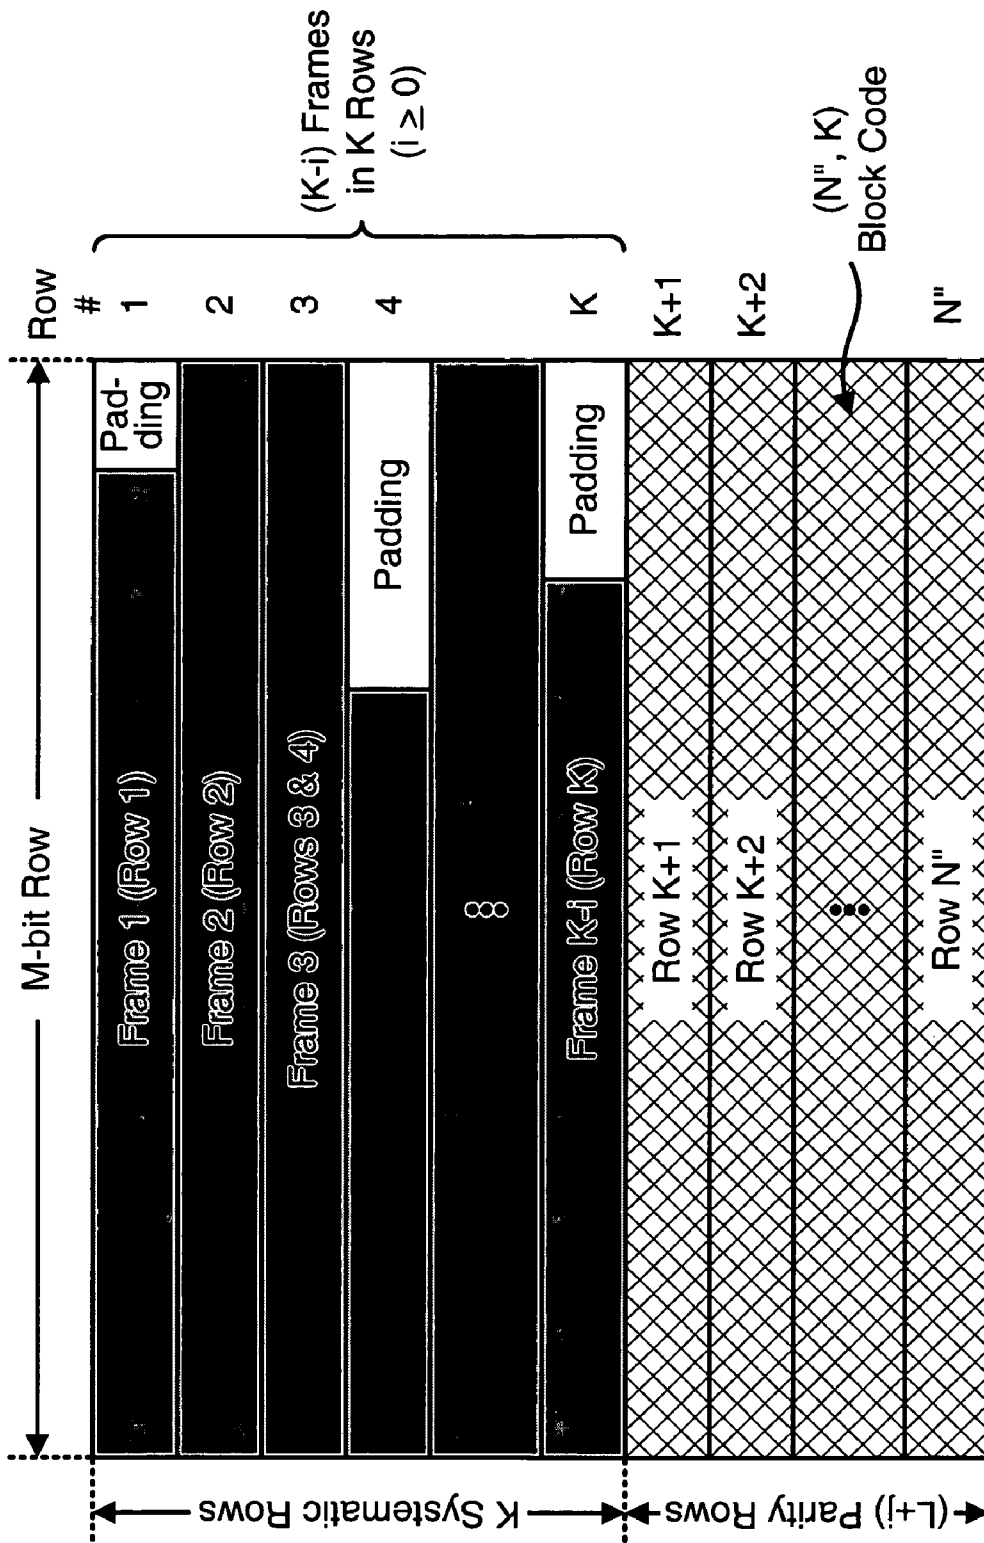 M-bit Row
Row
#
Frame 1 (Row 1)
Pad-
ding
1
Frame 2 (Row 2)
2
Frame 3 (Rows 3 & 4)
3
Padding
4
Frame K-i (Row K)
Padding
K
(K-i) Frames
in K Rows
(i ≥ 0)
K Systematic Rows
Row K+1
K+1
Row K+2
K+2
Row N"
N"
(N", K)
Block Code
(L+j) Parity Rows